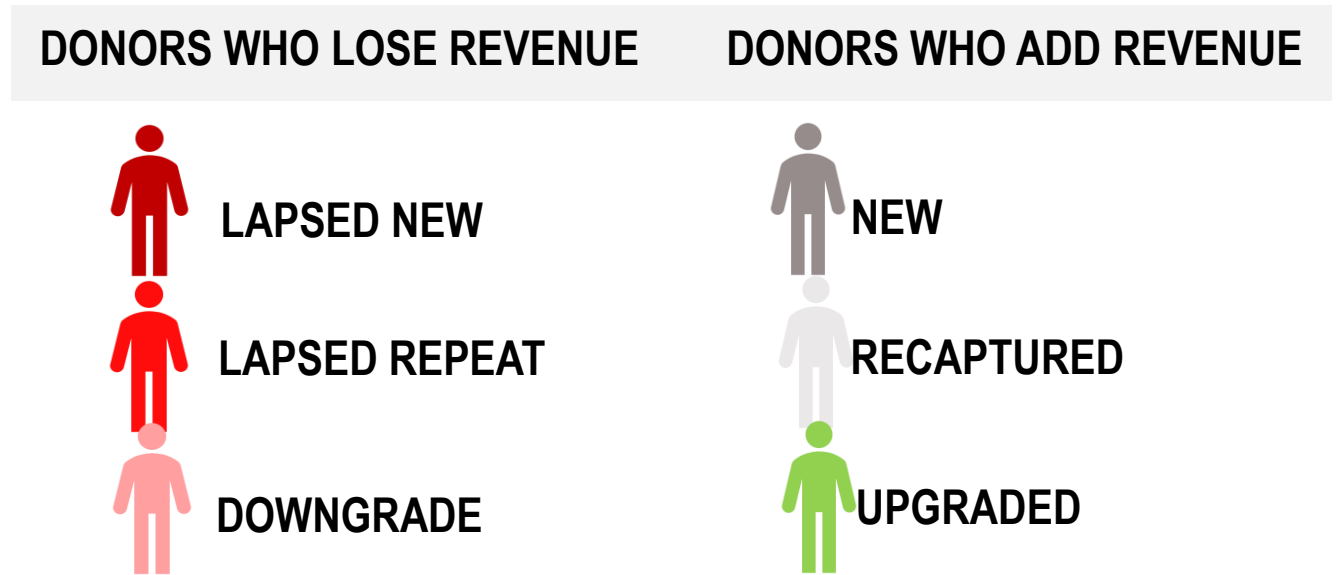 DONORS WHO LOSE REVENUE
DONORS WHO ADD REVENUE
LAPSED NEW
NEW
LAPSED REPEAT
RECAPTURED
DOWNGRADE
UPGRADED